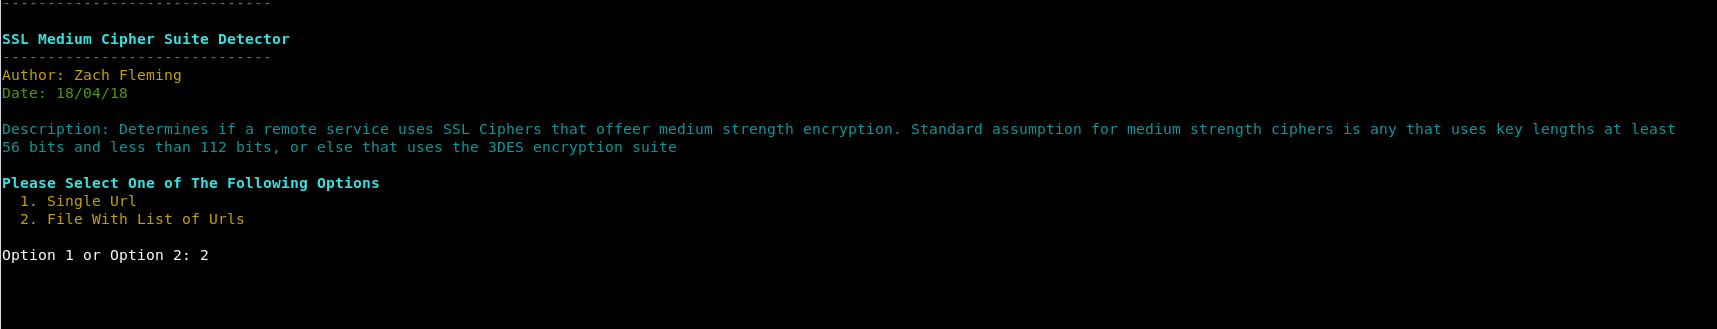 ------------------------------
SSL Medium Cipher Suite Detector
------------------------------
Author: Zach Fleming
Date: 18/04/18
Description: Determines if a remote service uses SSL Ciphers that offeer medium strength encryption. Standard assumption for medium strength ciphers is any that uses key lengths at least
56 bits and less than 112 bits, or else that uses the 3DES encryption suite
Please Select One of The Following Options
1. Single Url
2. File With List of Urls
Option 1 or Option 2: 2